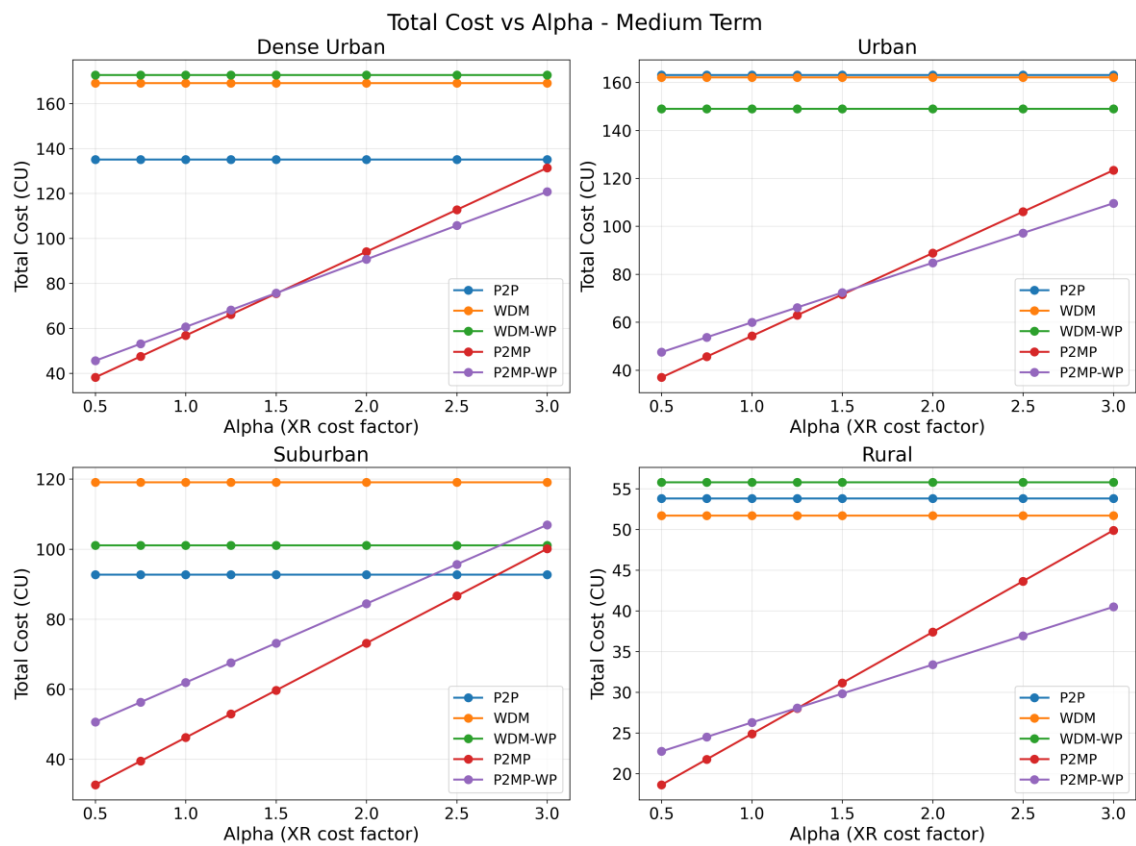 Total Cost vs Alpha - Medium Term
Dense Urban
Total Cost (CU)
160
140
120
100
80
60
40
0.5 1.0 1.5 2.0 2.5 3.0
Alpha (XR cost factor)
P2P
WDM
WDM-WP
P2MP
P2MP-WP
Urban
Total Cost (CU)
160
140
120
100
80
60
40
0.5 1.0 1.5 2.0 2.5 3.0
Alpha (XR cost factor)
P2P
WDM
WDM-WP
P2MP
P2MP-WP
Suburban
Total Cost (CU)
120
100
80
60
40
0.5 1.0 1.5 2.0 2.5 3.0
Alpha (XR cost factor)
P2P
WDM
WDM-WP
P2MP
P2MP-WP
Rural
Total Cost (CU)
55
50
45
40
35
30
25
20
0.5 1.0 1.5 2.0 2.5 3.0
Alpha (XR cost factor)
P2P
WDM
WDM-WP
P2MP
P2MP-WP